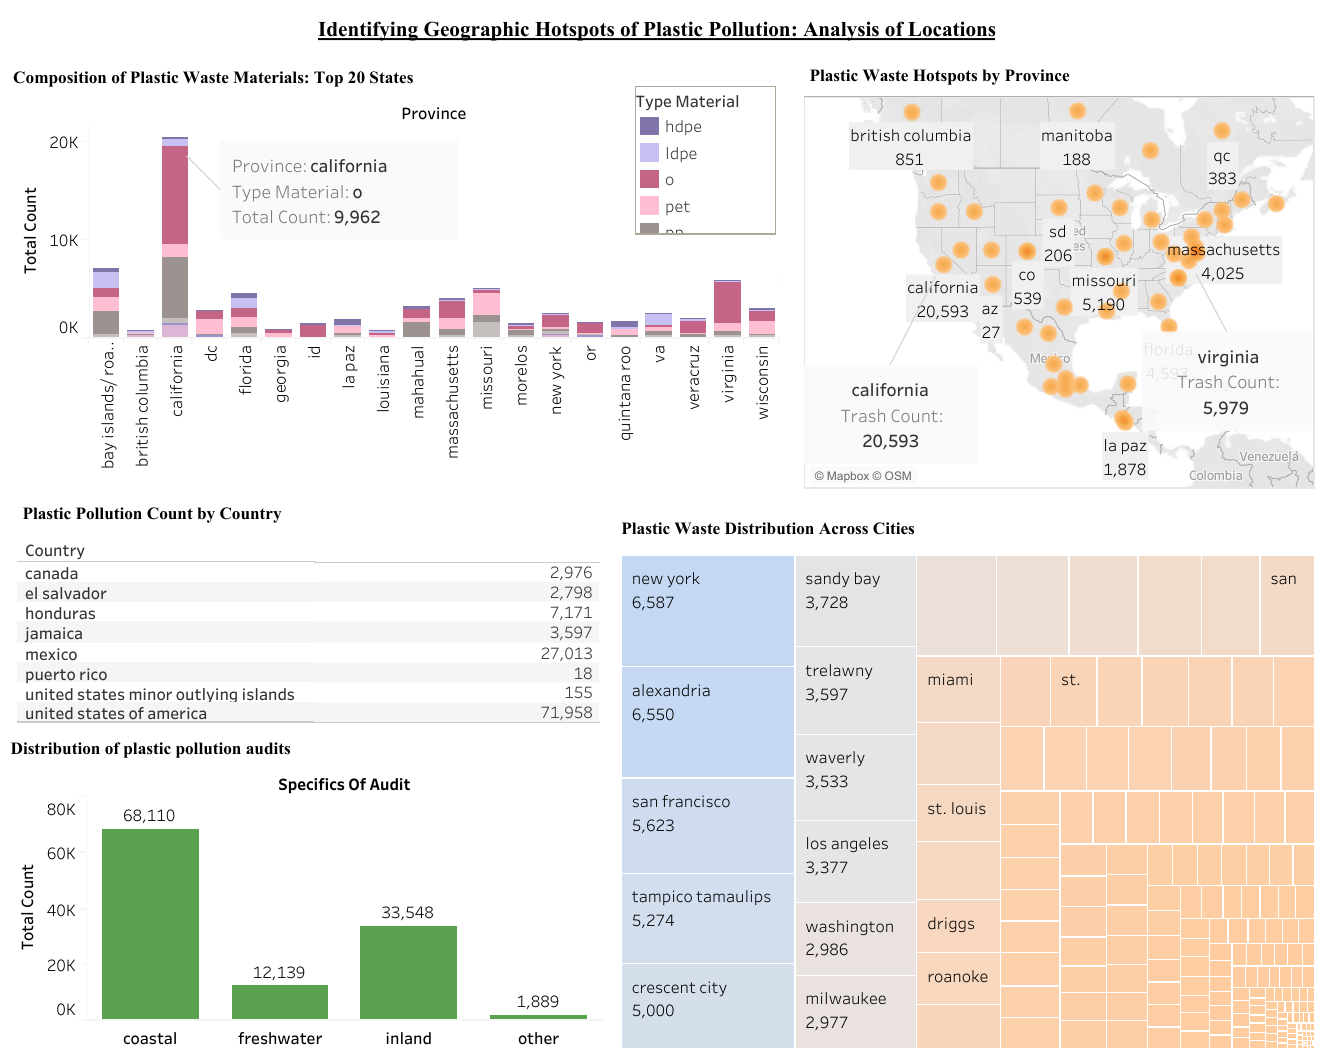 Identifying Geographic Hotspots of Plastic Pollution: Analysis of Locations
Composition of Plastic Waste Materials: Top 20 States
Province
Total Count
20K
10K
0K
Province: california
Type Material: o
Total Count: 9,962
Type Material
hdpe
ldpe
o
pet
bay islands/ roa..
british columbia
california
dc
florida
georgia
id
la paz
louisiana
mahual
massachusetts
missouri
morelos
new york
or
quintana roo
va
veracruz
virginia
wisconsin
Plastic Waste Hotspots by Province
british columbia
851
manitoba
188
qc
383
sd
206
massachusetts
4,025
co
539
missouri
5,190
california
20,593
az
27
Mexico
florida
4,593
virginia
Trash Count:
5,979
california
Trash Count:
20,593
la paz
1,878
Venezuela
Colombia
© Mapbox © OSM
Plastic Pollution Count by Country
Country
canada 2,976
el salvador 2,798
honduras 7,171
jamaica 3,597
mexico 27,013
puerto rico 18
united states minor outlying islands 155
united states of america 71,958
Distribution of plastic pollution audits
Specifics Of Audit
Total Count
80K
60K
40K
20K
0K
68,110
12,139
33,548
1,889
coastal
freshwater
inland
other
Plastic Waste Distribution Across Cities
new york
6,587
alexandria
6,550
san francisco
5,623
tampico tamaulips
5,274
crescent city
5,000
sandy bay
3,728
trelawny
3,597
waverly
3,533
los angeles
3,377
washington
2,986
milwaukee
2,977
san
miami
st.
st. louis
driggs
roanoke